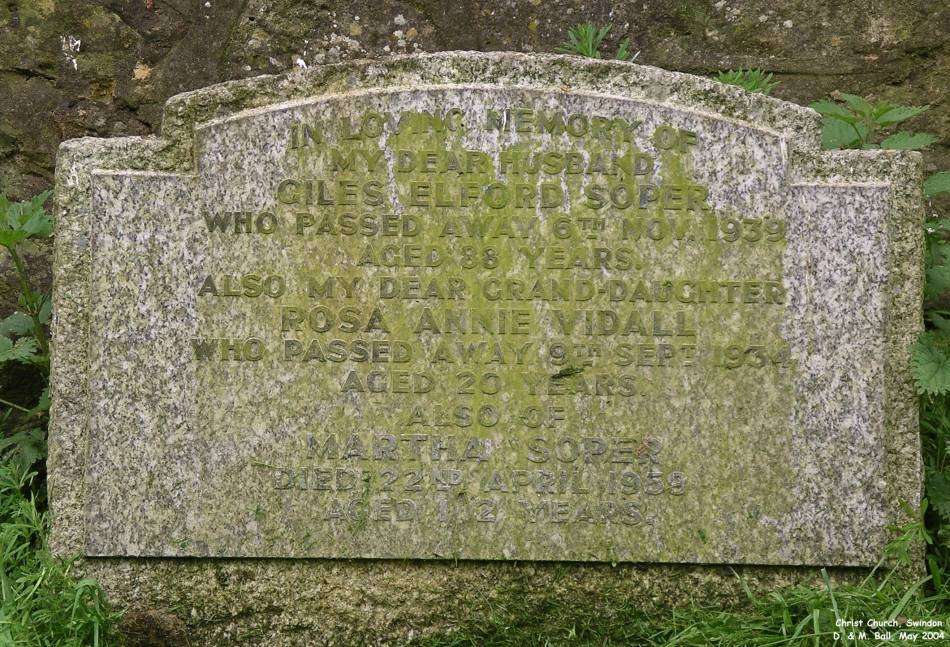 IN LOVING MEMORY OF
MY DEAR HUSBAND
GILES ELFORD SOPER
WHO PASSED AWAY 6TH NOV. 1939
AGED 88 YEARS.
ALSO MY DEAR GRAND-DAUGHTER
ROSA ANNIE VIDALL
WHO PASSED AWAY 9TH SEPT. 1934
AGED 20 YEARS.
ALSO OF
MARTHA SOPER
DIED 22ND APRIL 1959
AGED 102 YEARS.
Christ Church, Swindon
D. & M. Ball, May 2004